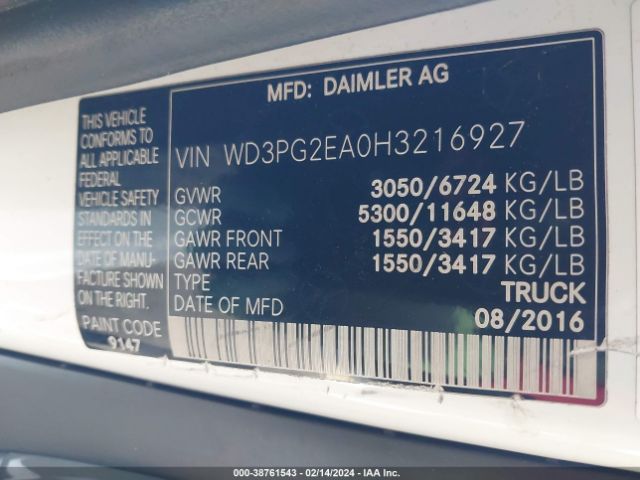 MFD: DAIMLER AG
THIS VEHICLE
CONFORMS TO
ALL APPLICABLE
FEDERAL
VEHICLE SAFETY
STANDARDS IN
EFFECT ON THE
DATE OF MANU-
FACTURE SHOWN
ON THE RIGHT.
PAINT CODE
9147
VIN WD3PG2EA0H3216927
GVWR 3050/6724 KG/LB
GCWR 5300/11648 KG/LB
GAWR FRONT 1550/3417 KG/LB
GAWR REAR 1550/3417 KG/LB
TYPE TRUCK
DATE OF MFD 08/2016
000-38761543 - 02/14/2024 - IAA Inc.